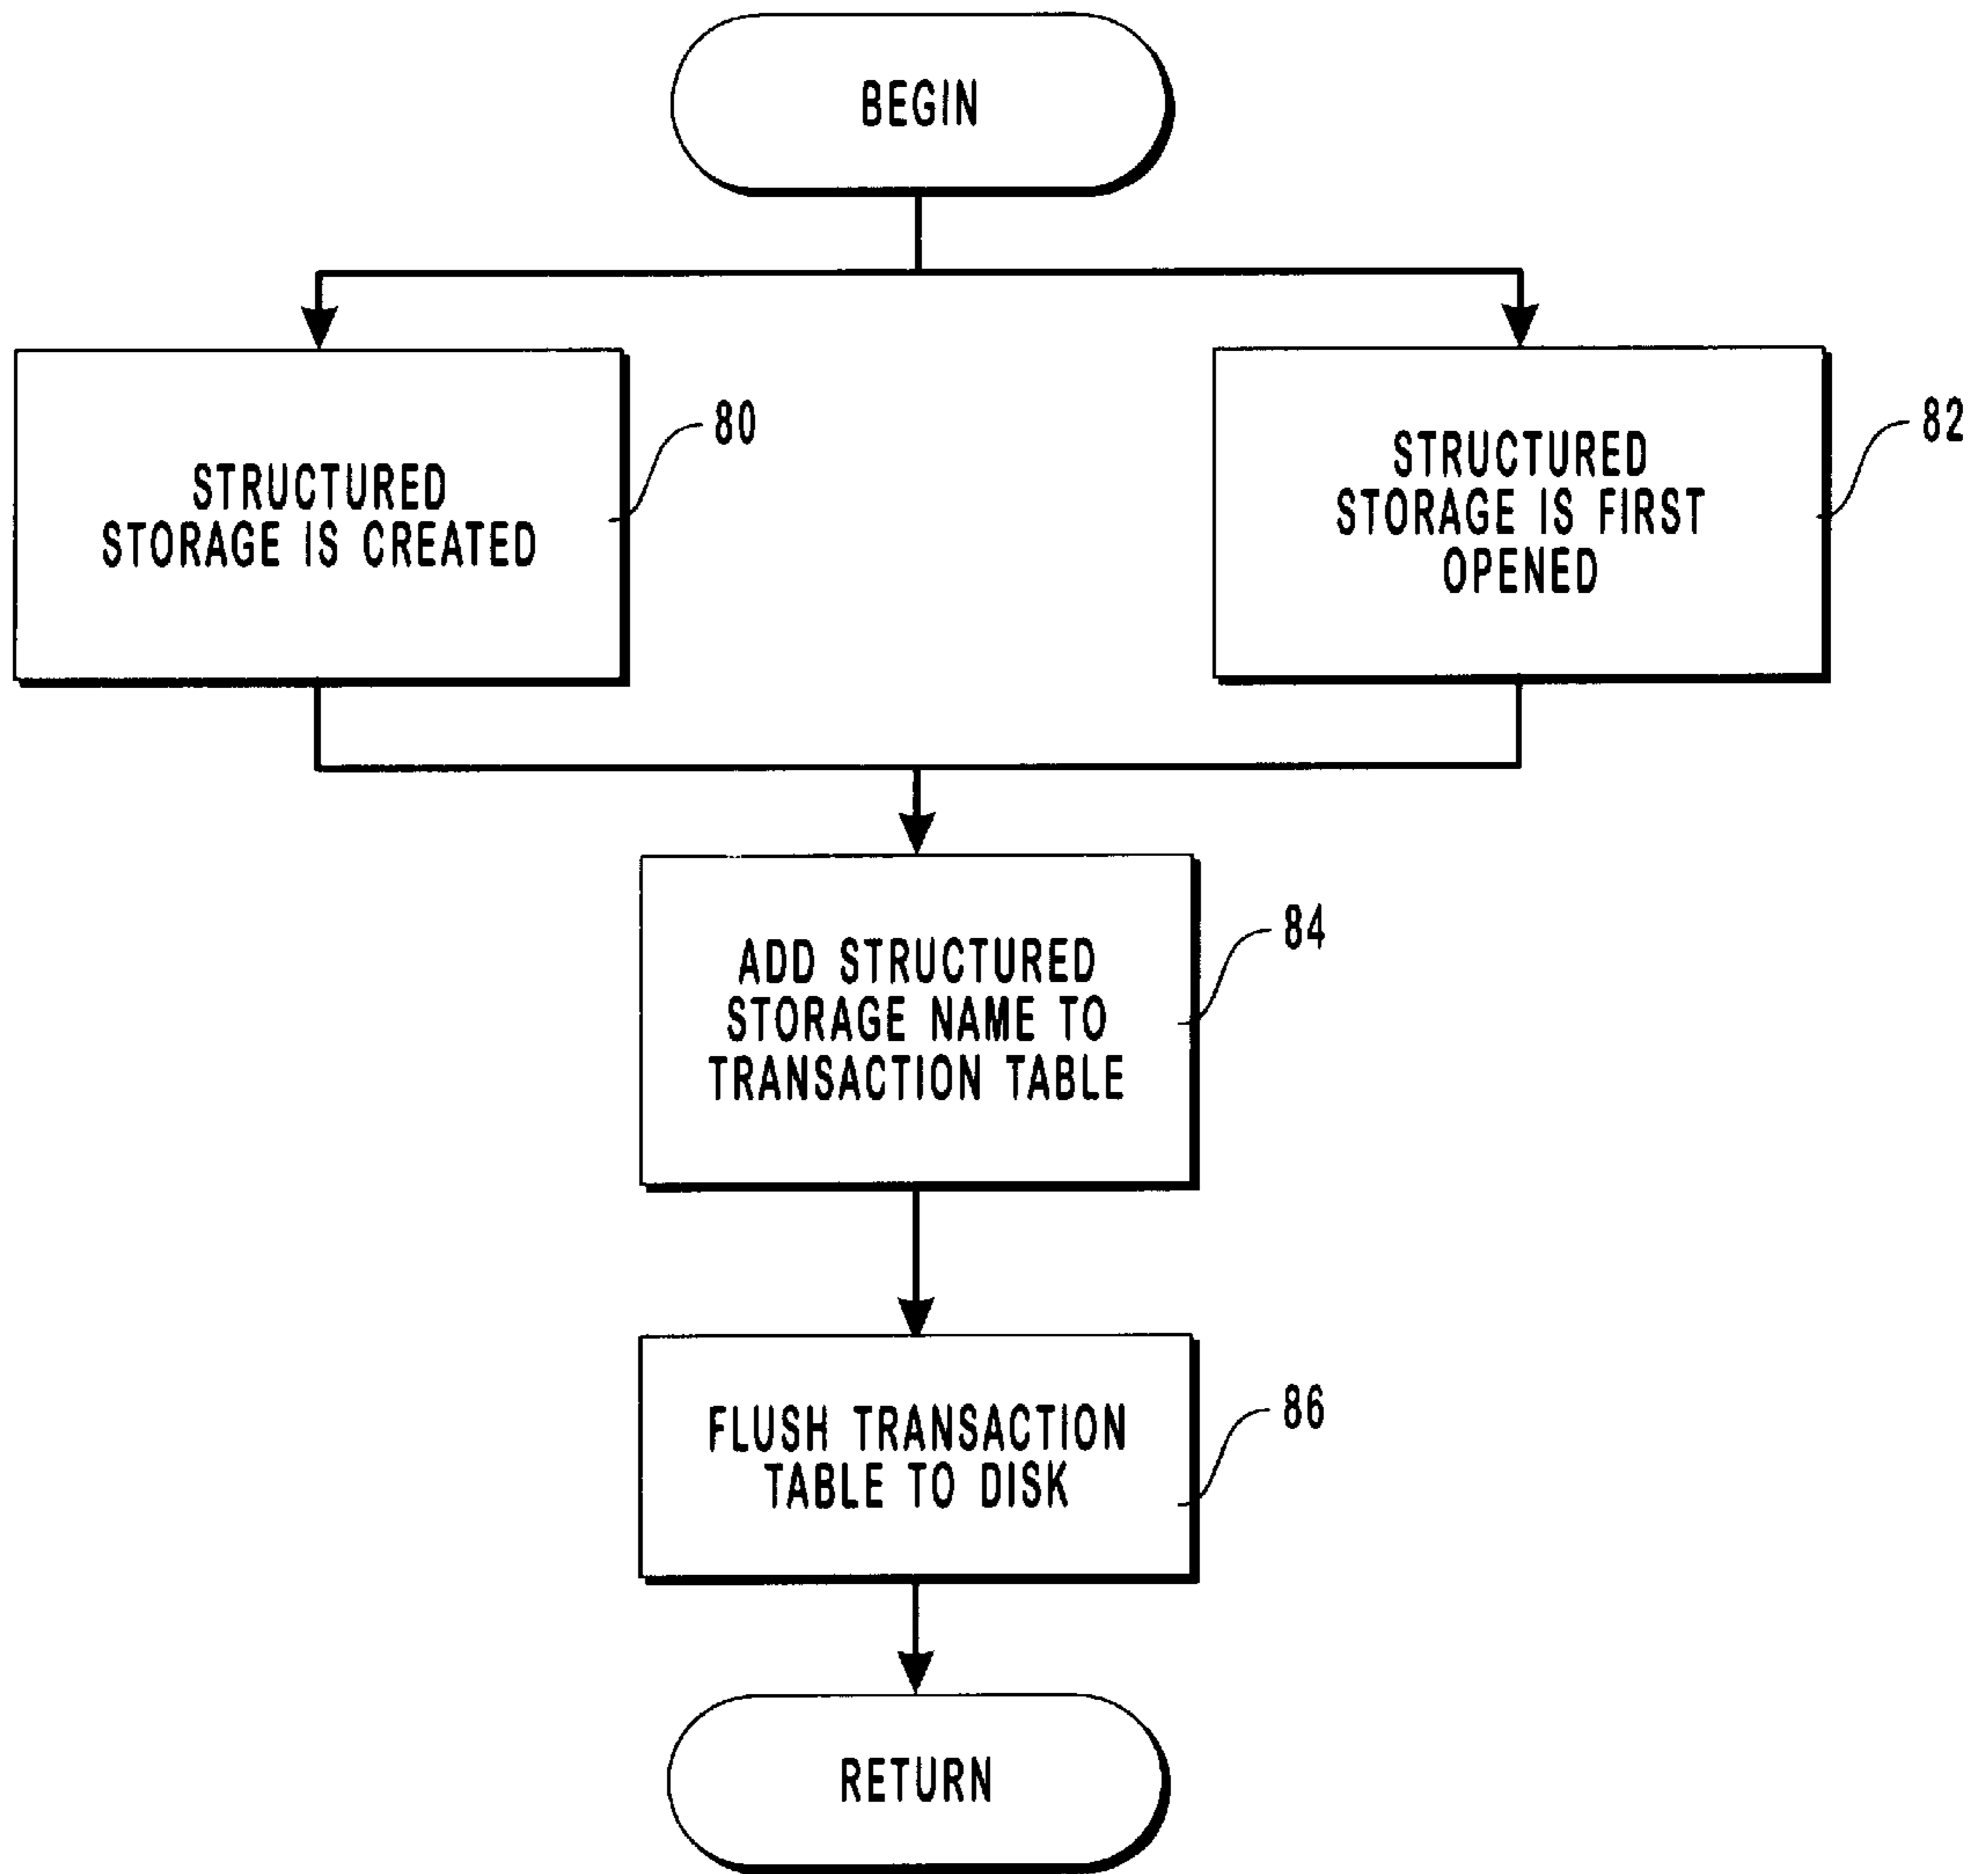 BEGIN
STRUCTURED
STORAGE IS CREATED
80
STRUCTURED
STORAGE IS FIRST
OPENED
82
ADD STRUCTURED
STORAGE NAME TO
TRANSACTION TABLE
84
FLUSH TRANSACTION
TABLE TO DISK
86
RETURN